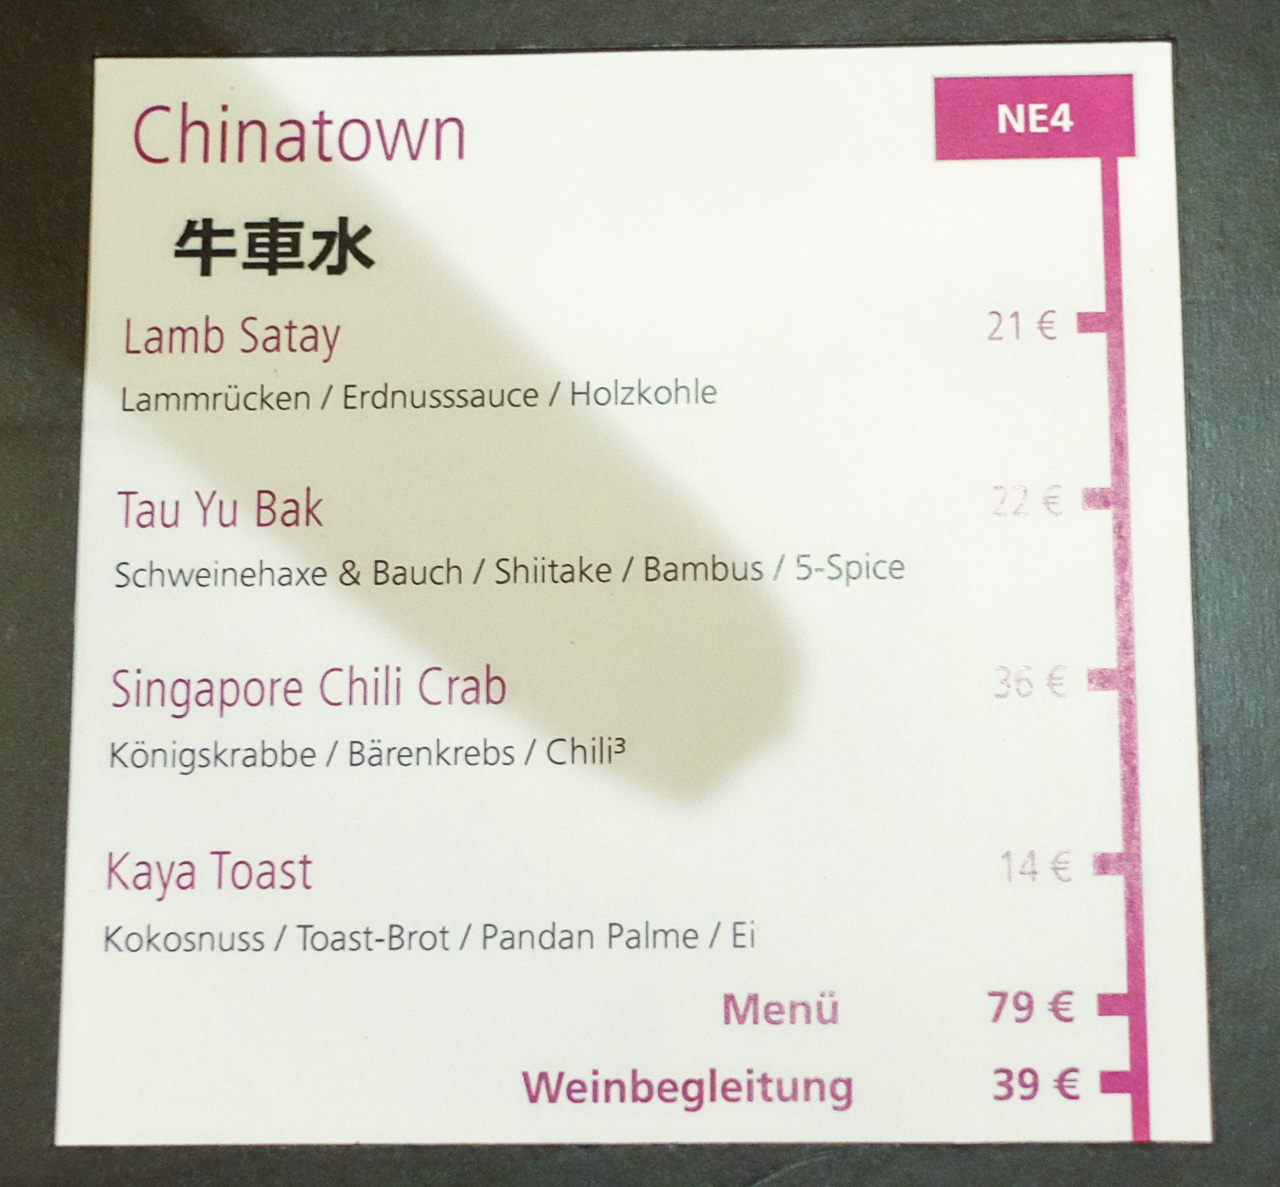 Chinatown
NE4
牛車水
Lamb Satay 21 €
Lammrücken / Erdnusssauce / Holzkohle
Tau Yu Bak 22 €
Schweinehaxe & Bauch / Shiitake / Bambus / 5-Spice
Singapore Chili Crab 36 €
Königskrabbe / Bärenkrebs / Chili³
Kaya Toast 14 €
Kokosnuss / Toast-Brot / Pandan Palme / Ei
Menü 79 €
Weinbegleitung 39 €